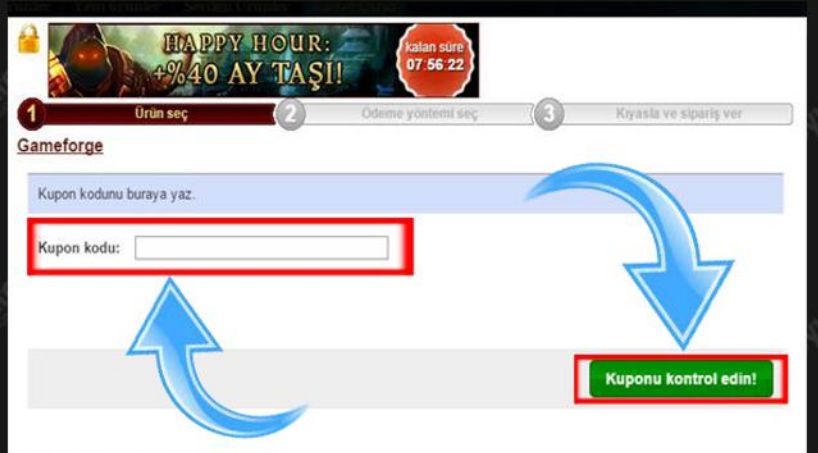 HAPPY HOUR:
+%40 AY TAŞI!
kalan süre
07:56:22
1
Ürün seç
2
Ödeme yöntemi seç
3
Kıyasla ve sipariş ver
Gameforge
Kupon kodunu buraya yaz.
Kupon kodu:
Kuponu kontrol edin!